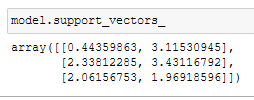 model.support_vectors_
array([[0.44359863, 3.11530945],
[2.33812285, 3.43116792],
[2.06156753, 1.96918596]])